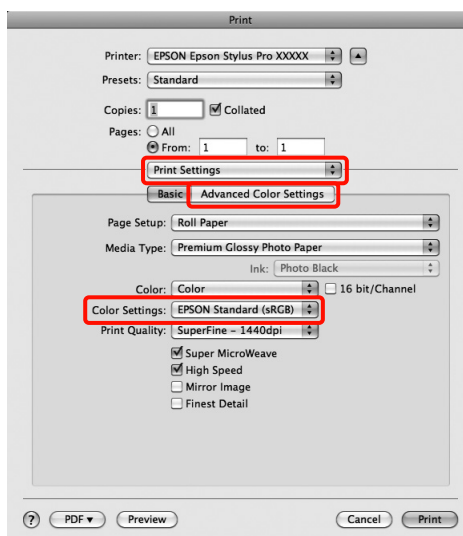 Print
Printer: EPSON Epson Stylus Pro XXXXX
Presets: Standard
Copies: 1 Collated
Pages: All
From: 1 to: 1
Print Settings
Basic Advanced Color Settings
Page Setup: Roll Paper
Media Type: Premium Glossy Photo Paper
Ink: Photo Black
Color: Color 16 bit/Channel
Color Settings: EPSON Standard (sRGB)
Print Quality: SuperFine – 1440dpi
Super MicroWeave
High Speed
Mirror Image
Finest Detail
? PDF ▾ Preview Cancel Print